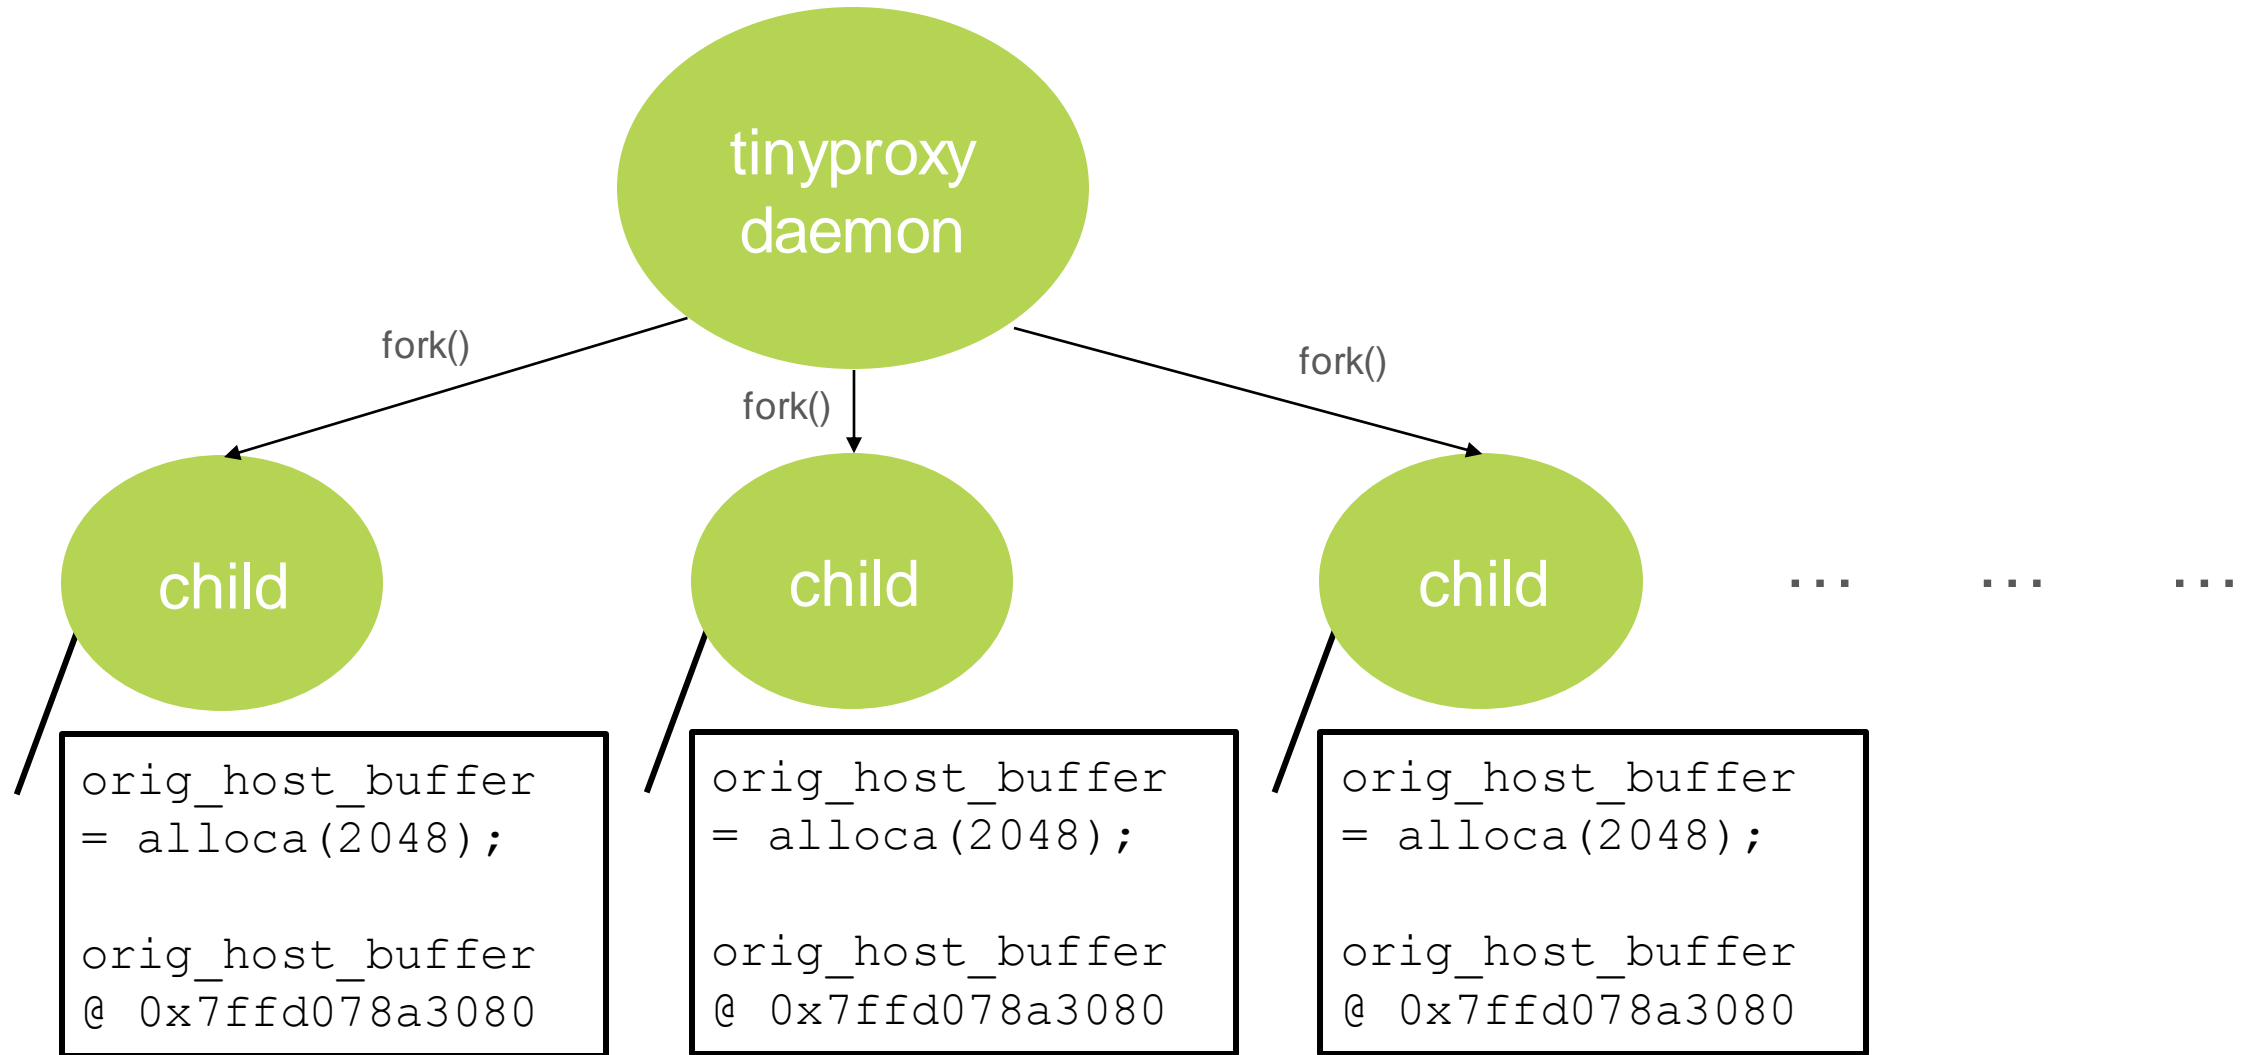 tinyproxy
daemon
fork()
fork()
fork()
child
child
child
... ... ...
orig_host_buffer
= alloca(2048);
orig_host_buffer
@ 0x7ffd078a3080
orig_host_buffer
= alloca(2048);
orig_host_buffer
@ 0x7ffd078a3080
orig_host_buffer
= alloca(2048);
orig_host_buffer
@ 0x7ffd078a3080